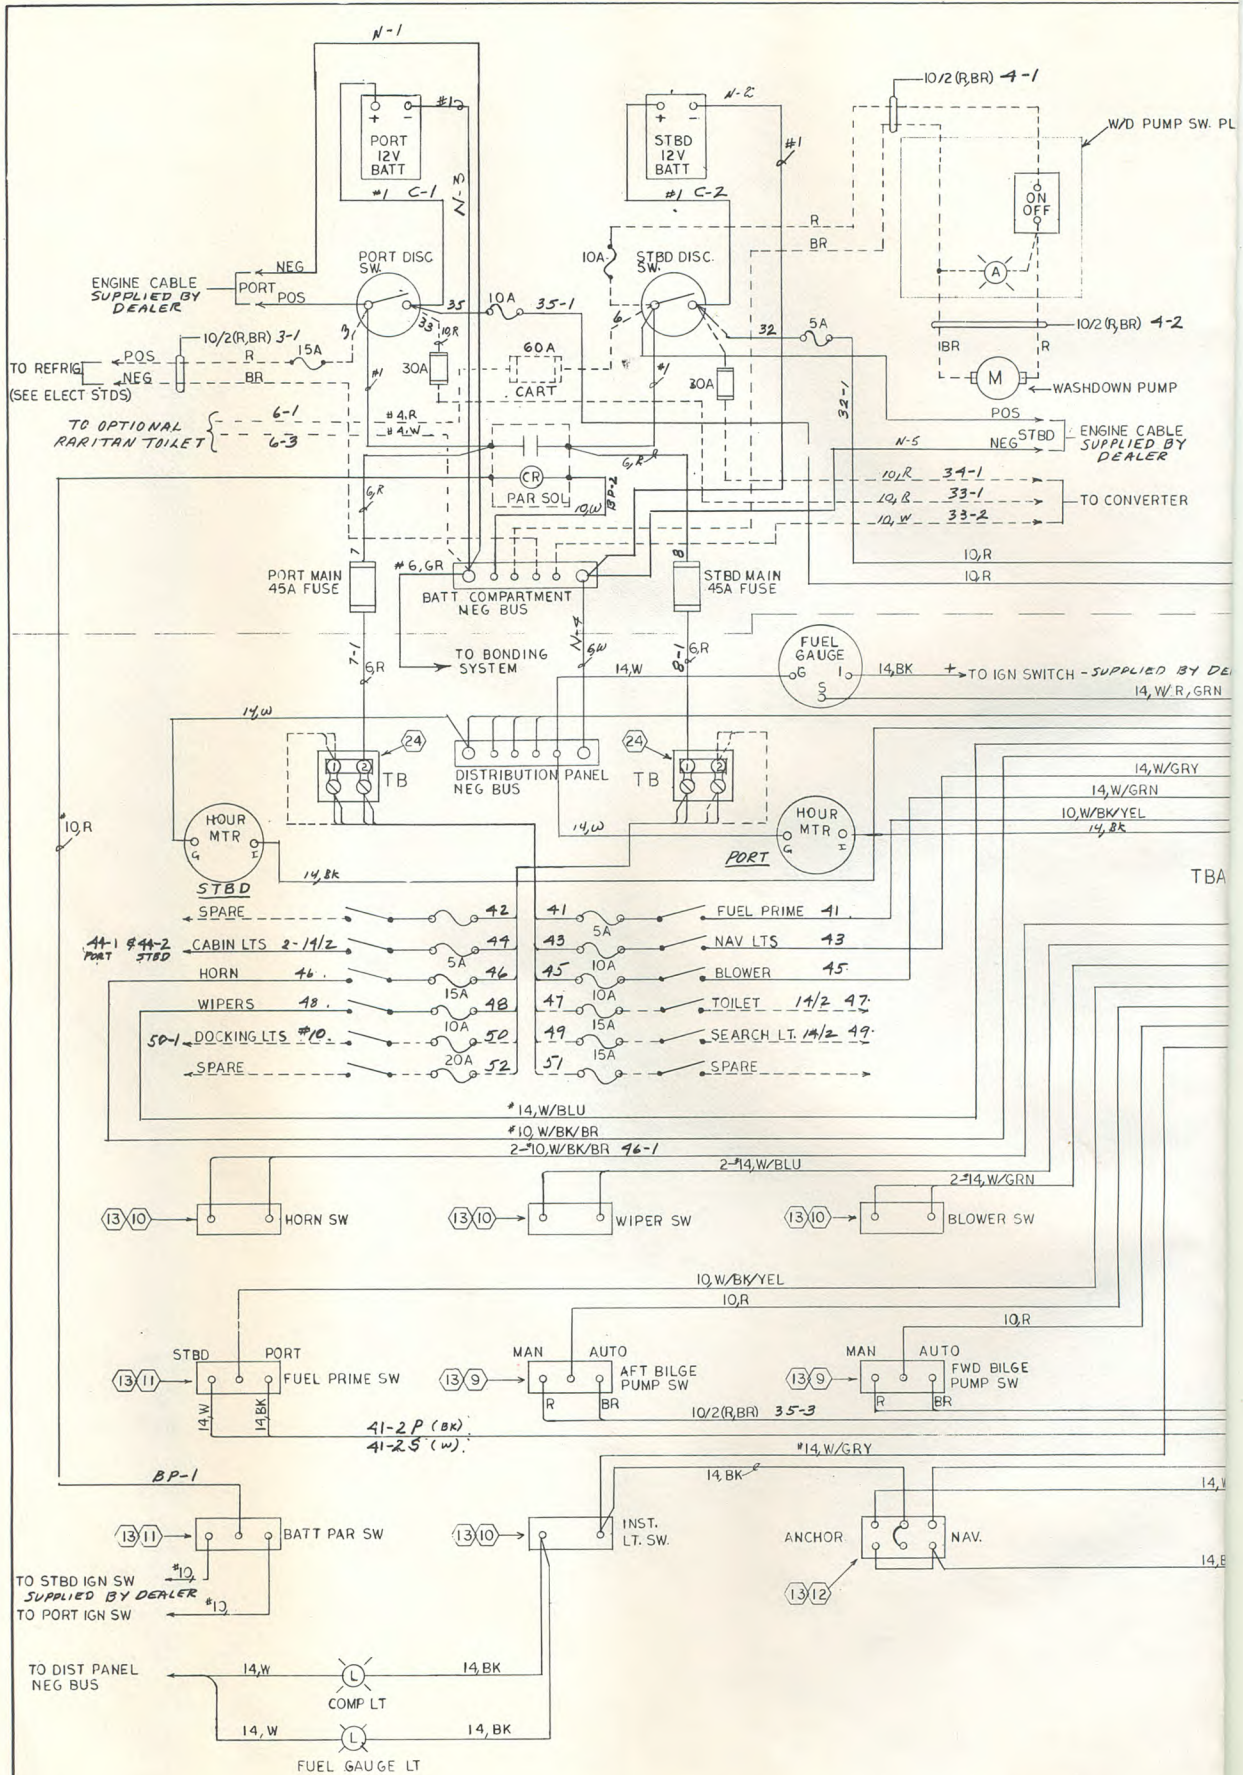 N-1
10/2 (R,BR) 4-1
#12
N-2
W/D PUMP SW. PL
+ -
PORT
12V
BATT
+ -
STBD
12V
BATT
#1
#1 C-1
N-3
#1 C-2
ON
OFF
R
BR
10A
PORT DISC
SW.
STBD DISC.
SW.
A
NEG
ENGINE CABLE
SUPPLIED BY
DEALER
PORT
POS
35
10A
35-1
33
10,R
6
32
5A
10/2(R,BR) 3-1
10/2(R,BR) 4-2
TO REFRIG
(SEE ELECT STDS)
POS
R
15A
NEG
BR
#1
30A
60A
CART
#1
30A
32-1
1BR
R
M
WASHDOWN PUMP
TO OPTIONAL
RARITAN TOILET
6-1
6-3
#4,R
#4,W
POS
STBD
NEG
N-5
ENGINE CABLE
SUPPLIED BY
DEALER
CR
PAR SOL
6,R
BP-2
10,W
6,R
10,R 34-1
10,R 33-1
10,W 33-2
TO CONVERTER
10,R
10,R
7
PORT MAIN
45A FUSE
#6,GR
BATT COMPARTMENT
NEG BUS
8
STBD MAIN
45A FUSE
7-1
6,R
TO BONDING
SYSTEM
N-4
6,W
8-1
6,R
14,W
FUEL
GAUGE
G I
S
14,BK
+ TO IGN SWITCH - SUPPLIED BY DE
14,W/R,GRN
14,W
24
1 2
TB
DISTRIBUTION PANEL
NEG BUS
24
1 2
TB
14,W/GRY
14,W/GRN
10,W/BK/YEL
14,BK
#10,R
HOUR
MTR
G I
STBD
14,W
HOUR
MTR
G I
PORT
14,BK
TBA
SPARE 42
41 5A FUEL PRIME 41
44-1 & 44-2
PORT STBD
CABIN LTS 2-14/2 5A 44
43 10A NAV LTS 43
HORN 46. 15A 46
45 10A BLOWER 45.
WIPERS 48. 10A 48
47 15A TOILET 14/2 47.
50-1 DOCKING LTS #10. 20A 50
49 15A SEARCH LT. 14/2 49.
SPARE 52
51 SPARE
#14,W/BLU
#10,W/BK/BR
2-#10,W/BK/BR 46-1
2-#14,W/BLU
2-#14,W/GRN
13 10 HORN SW
13 10 WIPER SW
13 10 BLOWER SW
10,W/BK/YEL
10,R
10,R
STBD PORT
13 11 FUEL PRIME SW
MAN AUTO
13 9 AFT BILGE
PUMP SW
MAN AUTO
13 9 FWD BILGE
PUMP SW
14,W
14,BK
R BR
R BR
10/2(R,BR) 35-3
41-2P (BK)
41-2S (W)
#14,W/GRY
14,BK
BP-1
13 11 BATT PAR SW
13 10 INST.
LT. SW.
ANCHOR NAV.
13 12
TO STBD IGN SW #10,
SUPPLIED BY DEALER
TO PORT IGN SW #10,
TO DIST PANEL
NEG BUS
14,W
L
14,BK
COMP LT
14,W
L
14,BK
FUEL GAUGE LT